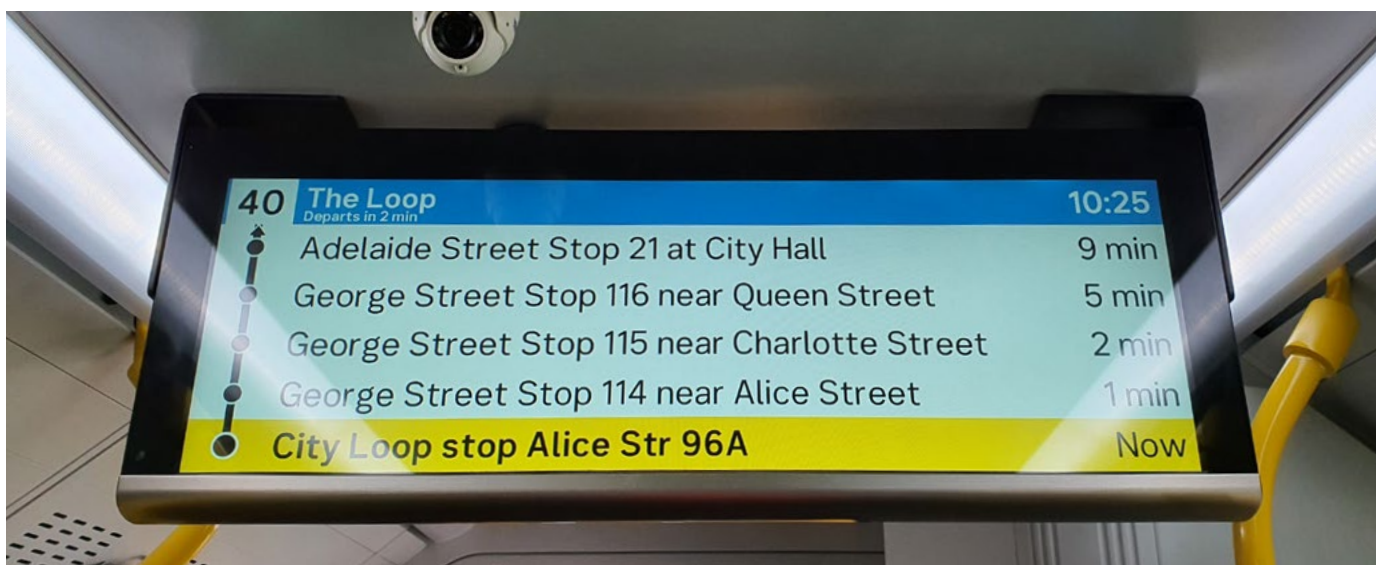 40 The Loop 10:25
Departs in 2 min
Adelaide Street Stop 21 at City Hall 9 min
George Street Stop 116 near Queen Street 5 min
George Street Stop 115 near Charlotte Street 2 min
George Street Stop 114 near Alice Street 1 min
City Loop stop Alice Str 96A Now